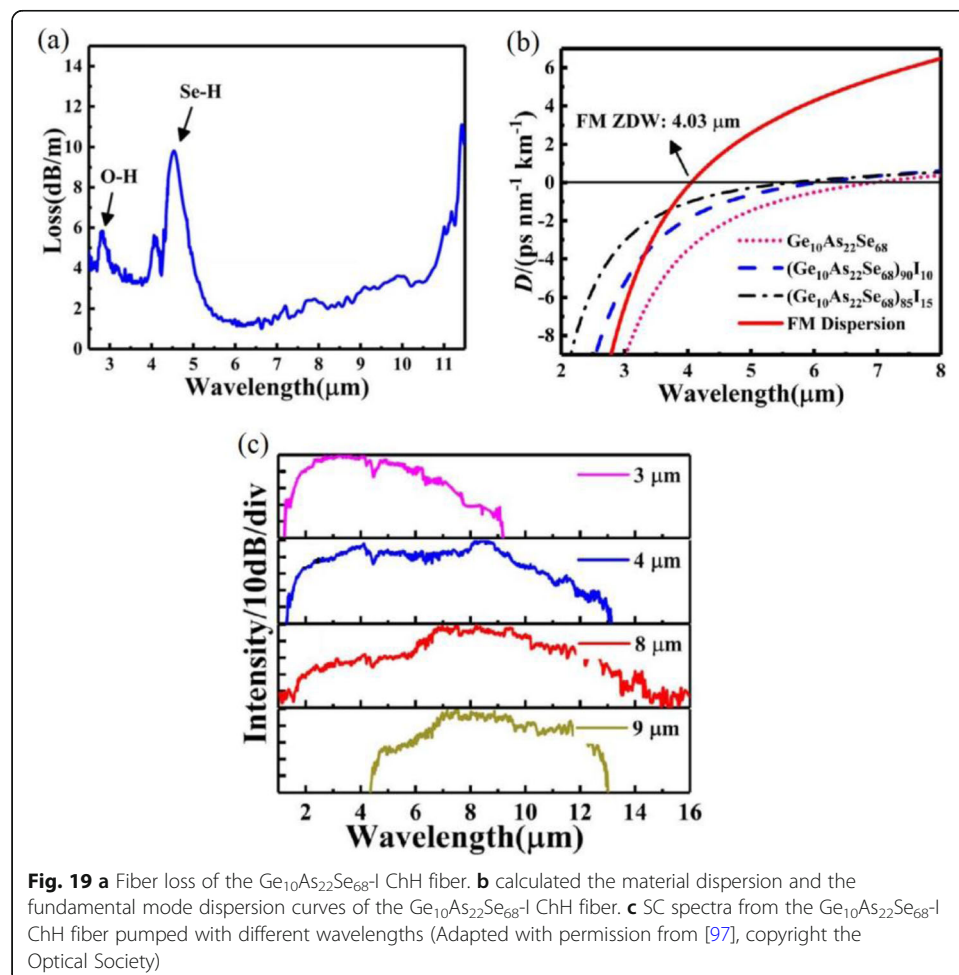 (a)
14
12
10
8
6
4
2
0
Loss(dB/m)
O-H
Se-H
3 4 5 6 7 8 9 10 11
Wavelength(μm)
(b)
6
4
2
0
-2
-4
-6
-8
D/(ps nm⁻¹ km⁻¹)
FM ZDW: 4.03 μm
Ge₁₀As₂₂Se₆₈
(Ge₁₀As₂₂Se₆₈)₉₀I₁₀
(Ge₁₀As₂₂Se₆₈)₈₅I₁₅
FM Dispersion
2 3 4 5 6 7 8
Wavelength(μm)
(c)
Intensity/10dB/div
3 μm
4 μm
8 μm
9 μm
2 4 6 8 10 12 14 16
Wavelength(μm)
Fig. 19 a Fiber loss of the Ge₁₀As₂₂Se₆₈-I ChH fiber. b calculated the material dispersion and the
fundamental mode dispersion curves of the Ge₁₀As₂₂Se₆₈-I ChH fiber. c SC spectra from the Ge₁₀As₂₂Se₆₈-I
ChH fiber pumped with different wavelengths (Adapted with permission from [97], copyright the
Optical Society)